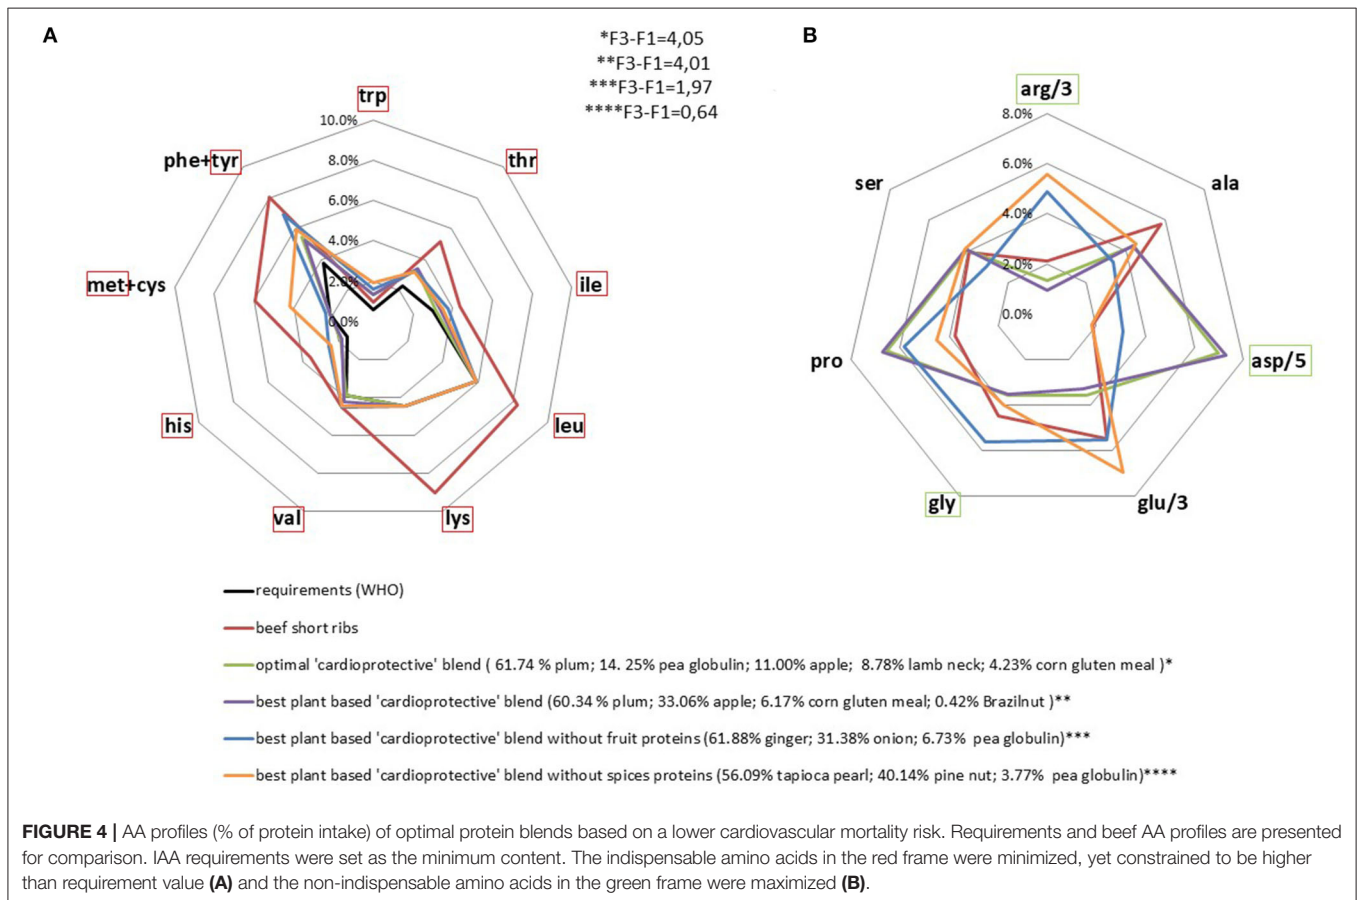 A
B
*F3-F1=4,05
**F3-F1=4,01
***F3-F1=1,97
****F3-F1=0,64
trp
10.0%
8.0%
6.0%
4.0%
2.0%
0.0%
thr
ile
leu
lys
val
his
met+cys
phe+tyr
arg/3
8.0%
6.0%
4.0%
2.0%
0.0%
ala
asp/5
glu/3
gly
pro
ser
requirements (WHO)
beef short ribs
optimal 'cardioprotective' blend ( 61.74 % plum; 14. 25% pea globulin; 11.00% apple; 8.78% lamb neck; 4.23% corn gluten meal )*
best plant based 'cardioprotective' blend (60.34 % plum; 33.06% apple; 6.17% corn gluten meal; 0.42% Brazilnut )**
best plant based 'cardioprotective' blend without fruit proteins (61.88% ginger; 31.38% onion; 6.73% pea globulin)***
best plant based 'cardioprotective' blend without spices proteins (56.09% tapioca pearl; 40.14% pine nut; 3.77% pea globulin)****
FIGURE 4 | AA profiles (% of protein intake) of optimal protein blends based on a lower cardiovascular mortality risk. Requirements and beef AA profiles are presented
for comparison. IAA requirements were set as the minimum content. The indispensable amino acids in the red frame were minimized, yet constrained to be higher
than requirement value (A) and the non-indispensable amino acids in the green frame were maximized (B).